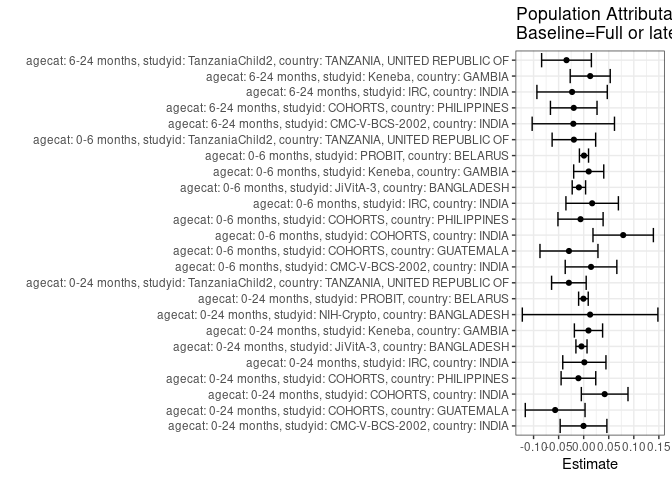 Population Attributa
Baseline=Full or late
agecat: 6-24 months, studyid: TanzaniaChild2, country: TANZANIA, UNITED REPUBLIC OF
agecat: 6-24 months, studyid: Keneba, country: GAMBIA
agecat: 6-24 months, studyid: IRC, country: INDIA
agecat: 6-24 months, studyid: COHORTS, country: PHILIPPINES
agecat: 6-24 months, studyid: CMC-V-BCS-2002, country: INDIA
agecat: 0-6 months, studyid: TanzaniaChild2, country: TANZANIA, UNITED REPUBLIC OF
agecat: 0-6 months, studyid: PROBIT, country: BELARUS
agecat: 0-6 months, studyid: Keneba, country: GAMBIA
agecat: 0-6 months, studyid: JiVitA-3, country: BANGLADESH
agecat: 0-6 months, studyid: IRC, country: INDIA
agecat: 0-6 months, studyid: COHORTS, country: PHILIPPINES
agecat: 0-6 months, studyid: COHORTS, country: INDIA
agecat: 0-6 months, studyid: COHORTS, country: GUATEMALA
agecat: 0-6 months, studyid: CMC-V-BCS-2002, country: INDIA
agecat: 0-24 months, studyid: TanzaniaChild2, country: TANZANIA, UNITED REPUBLIC OF
agecat: 0-24 months, studyid: PROBIT, country: BELARUS
agecat: 0-24 months, studyid: NIH-Crypto, country: BANGLADESH
agecat: 0-24 months, studyid: Keneba, country: GAMBIA
agecat: 0-24 months, studyid: JiVitA-3, country: BANGLADESH
agecat: 0-24 months, studyid: IRC, country: INDIA
agecat: 0-24 months, studyid: COHORTS, country: PHILIPPINES
agecat: 0-24 months, studyid: COHORTS, country: INDIA
agecat: 0-24 months, studyid: COHORTS, country: GUATEMALA
agecat: 0-24 months, studyid: CMC-V-BCS-2002, country: INDIA
-0.10 -0.05 0.00 0.05 0.10 0.15
Estimate